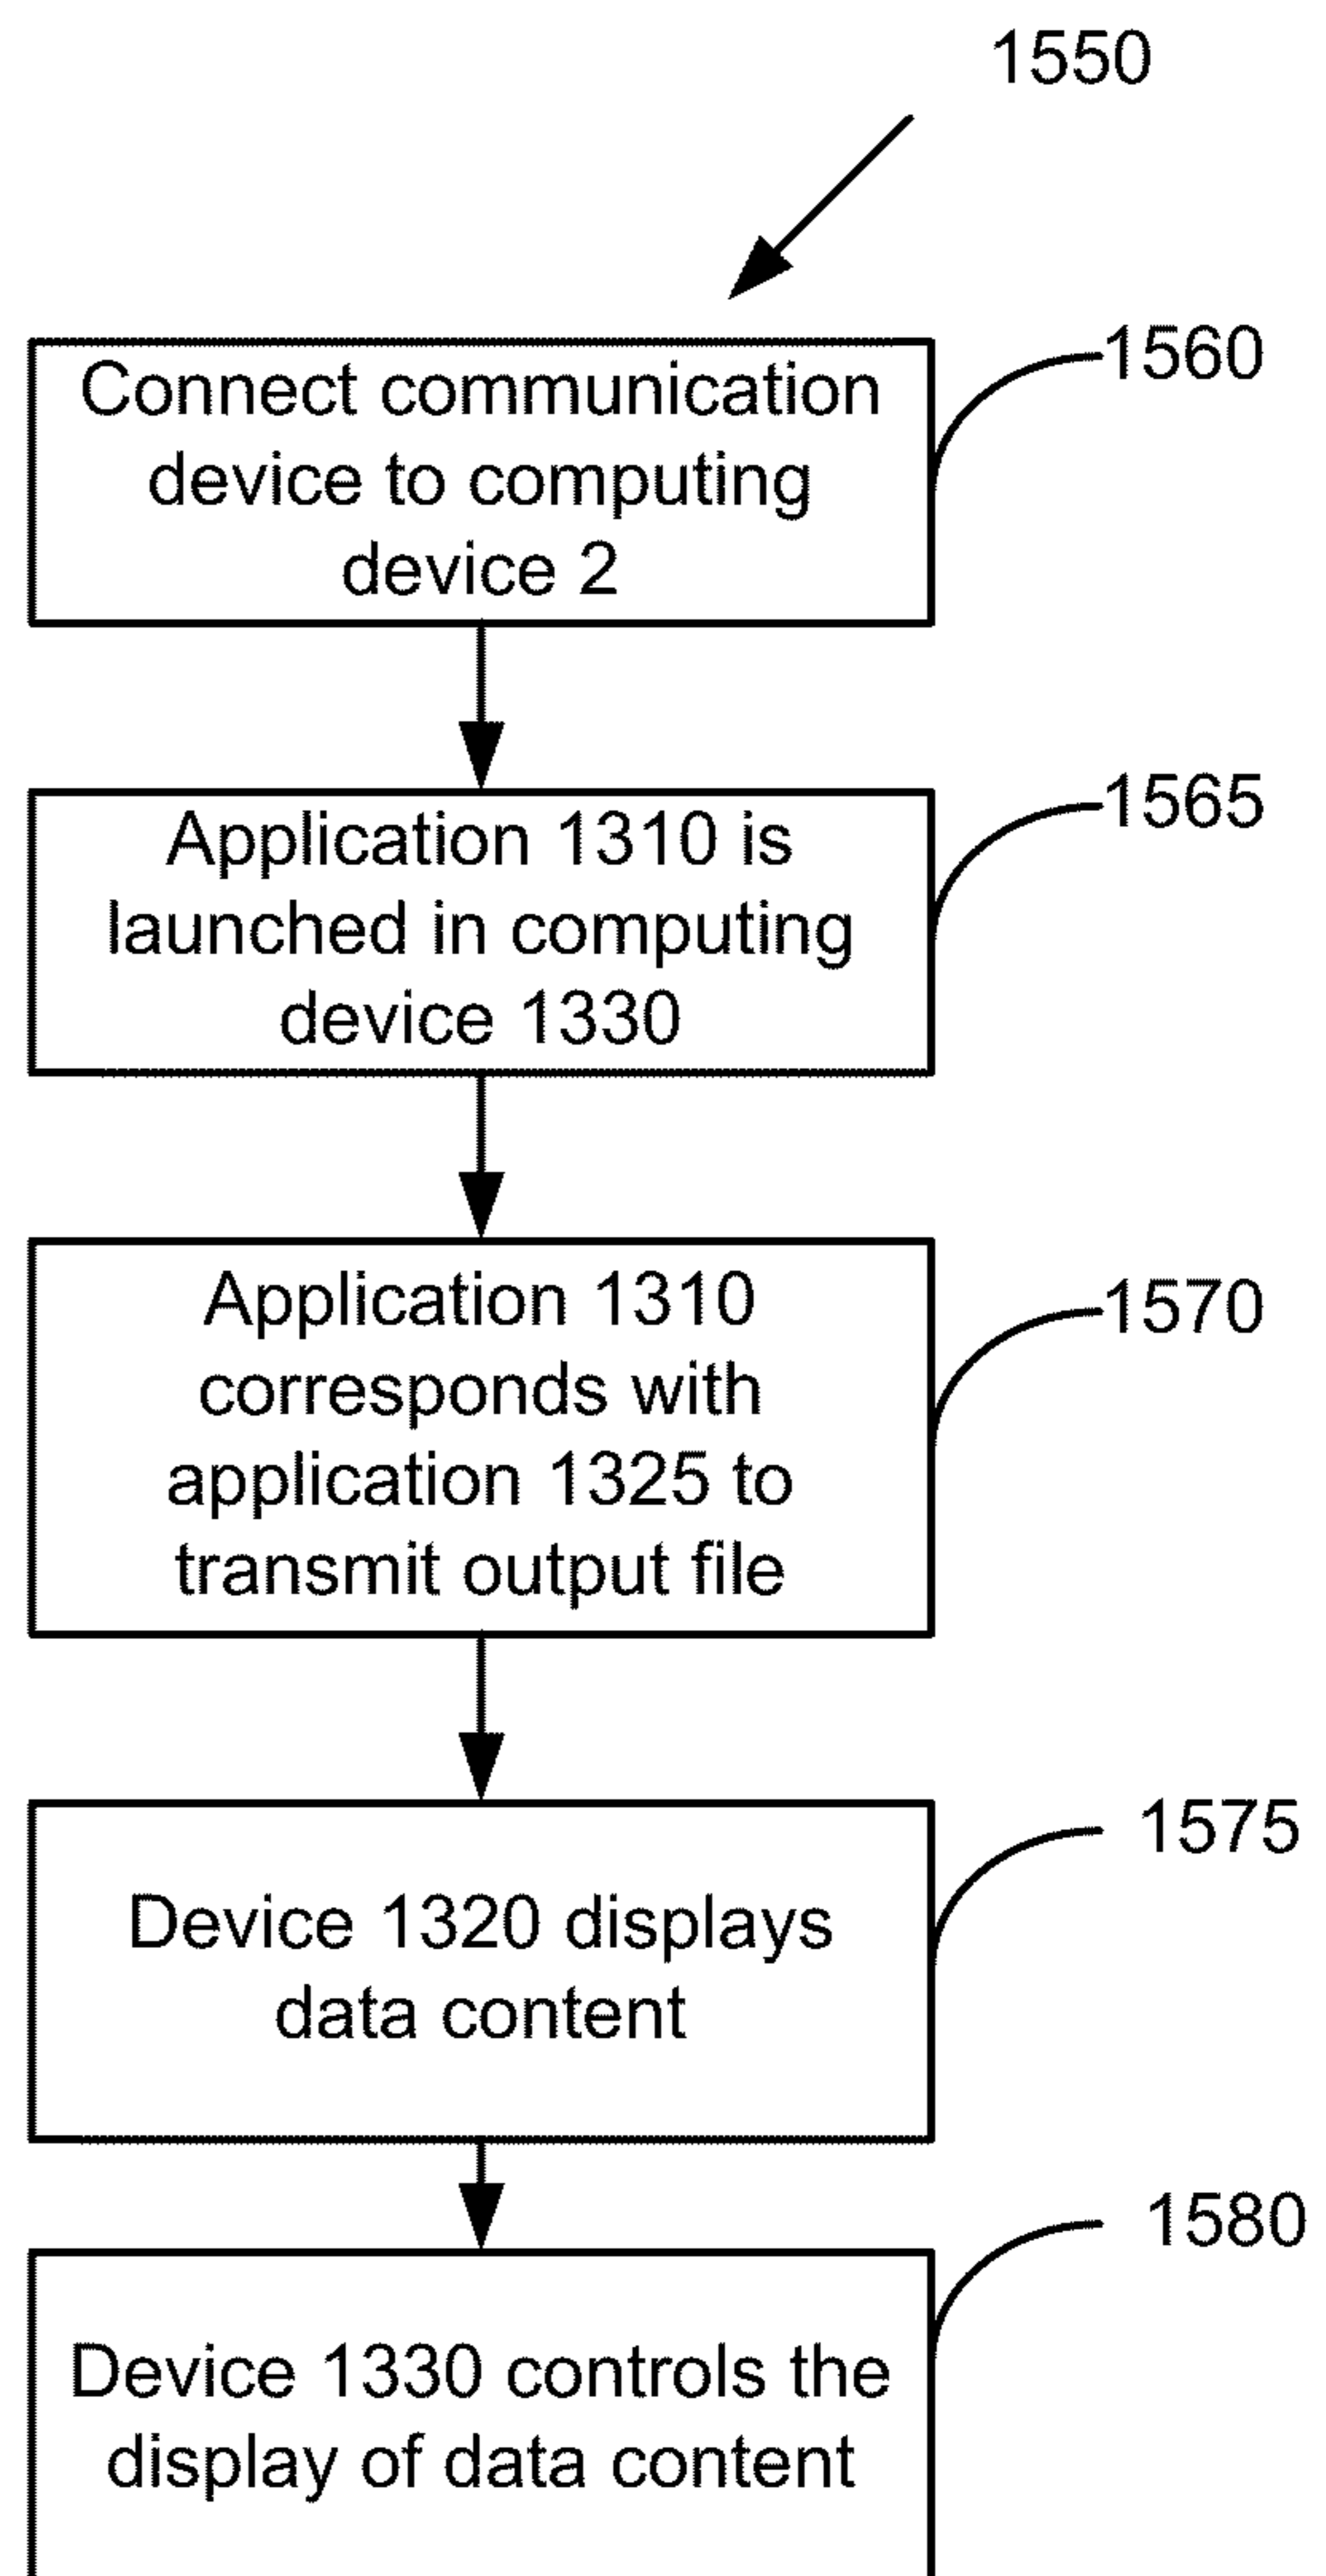 1550
Connect communication
device to computing
device 2
1560
Application 1310 is
launched in computing
device 1330
1565
Application 1310
corresponds with
application 1325 to
transmit output file
1570
Device 1320 displays
data content
1575
Device 1330 controls the
display of data content
1580